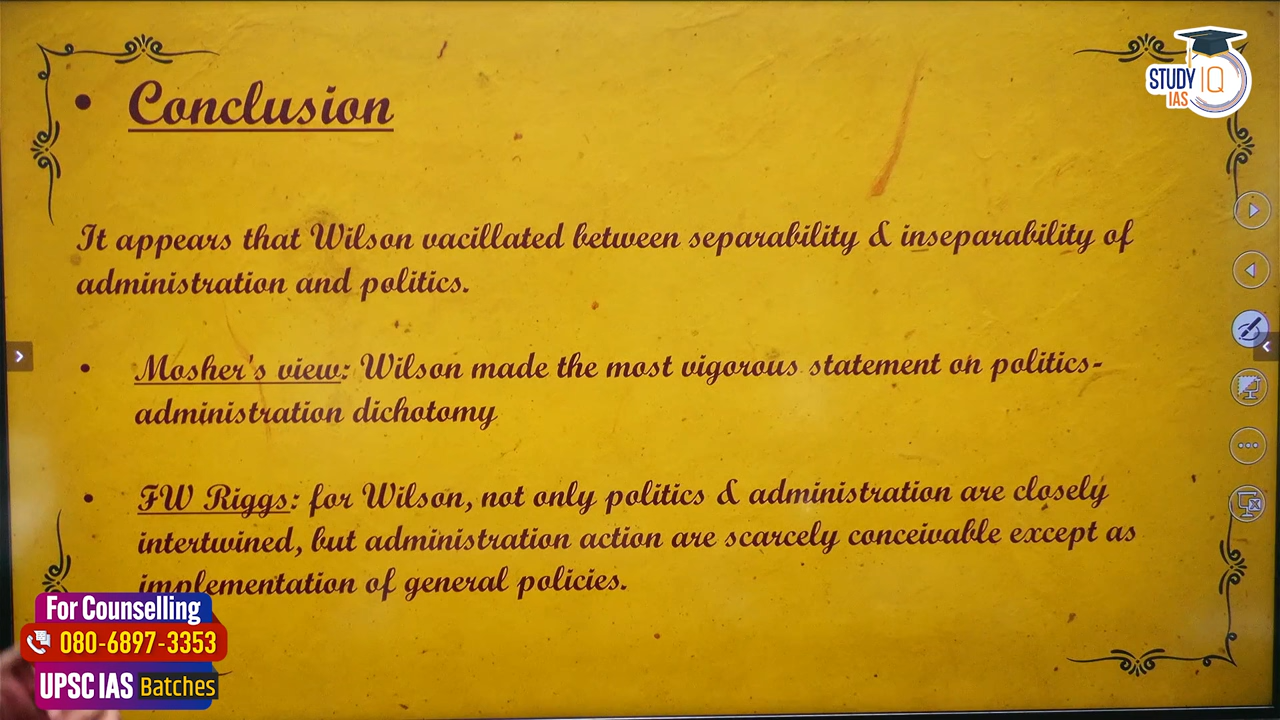 STUDY IQ
IAS
• Conclusion
It appears that Wilson vacillated between separability & inseparability of
administration and politics.
• Mosher's view: Wilson made the most vigorous statement on politics-
administration dichotomy
• FW Riggs: for Wilson, not only politics & administration are closely
intertwined, but administration action are scarcely conceivable except as
implementation of general policies.
For Counselling
080-6897-3353
UPSC IAS Batches